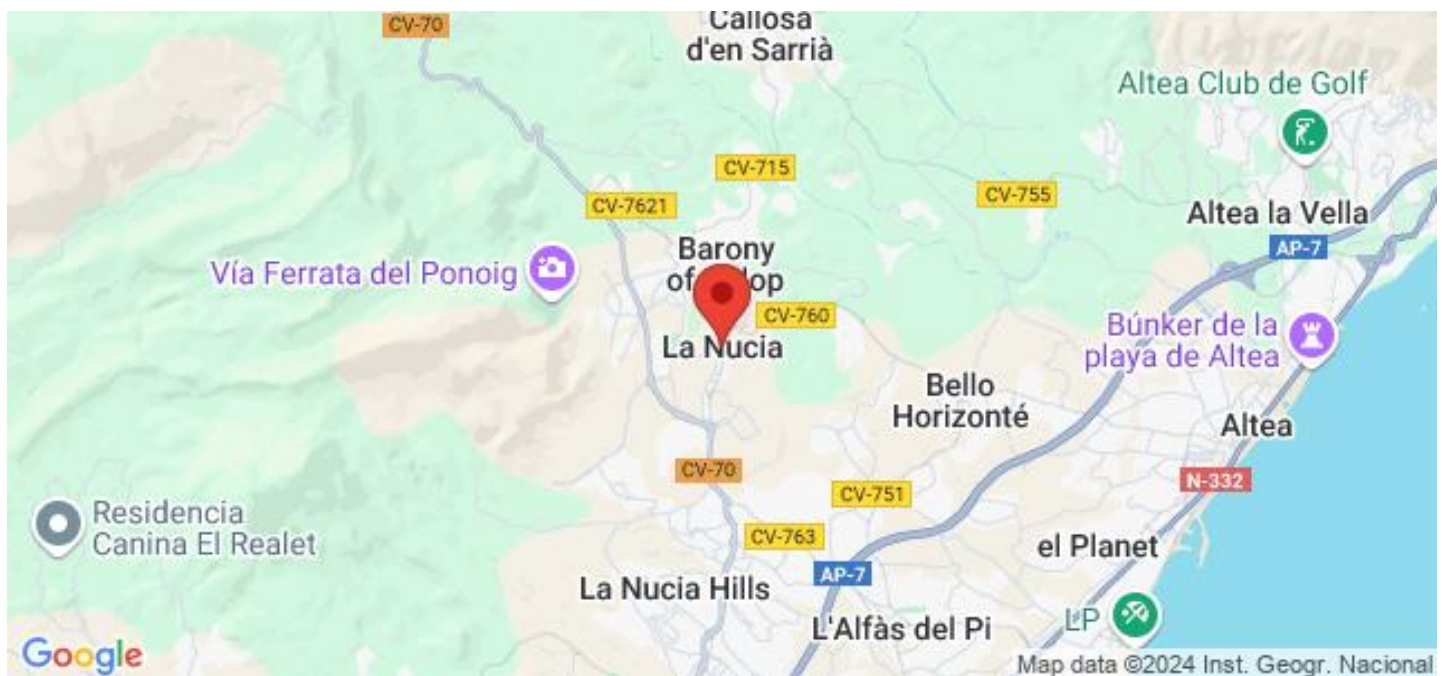 CV-70
Callosa
d'en Sarrià
Altea Club de Golf
CV-715
CV-7621
CV-755
Altea la Vella
AP-7
Barony
of
lop
Vía Ferrata del Ponoig
CV-760
La Nucia
Búnker de la
playa de Altea
Bello
Horizonté
Altea
CV-70
N-332
CV-751
Residencia
Canina El Realet
CV-763
el Planet
AP-7
La Nucia Hills
L'Alfàs del Pi
LP
Google
Map data ©2024 Inst. Geogr. Nacional